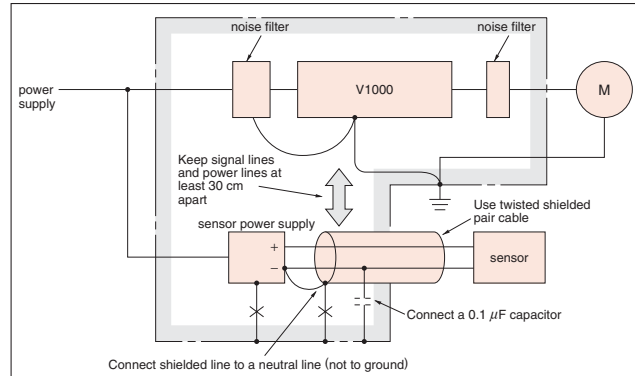 noise filter
noise filter
power
supply
V1000
M
Keep signal lines
and power lines at
least 30 cm
apart
Use twisted shielded
pair cable
sensor power supply
+
−
sensor
Connect a 0.1 μF capacitor
Connect shielded line to a neutral line (not to ground)